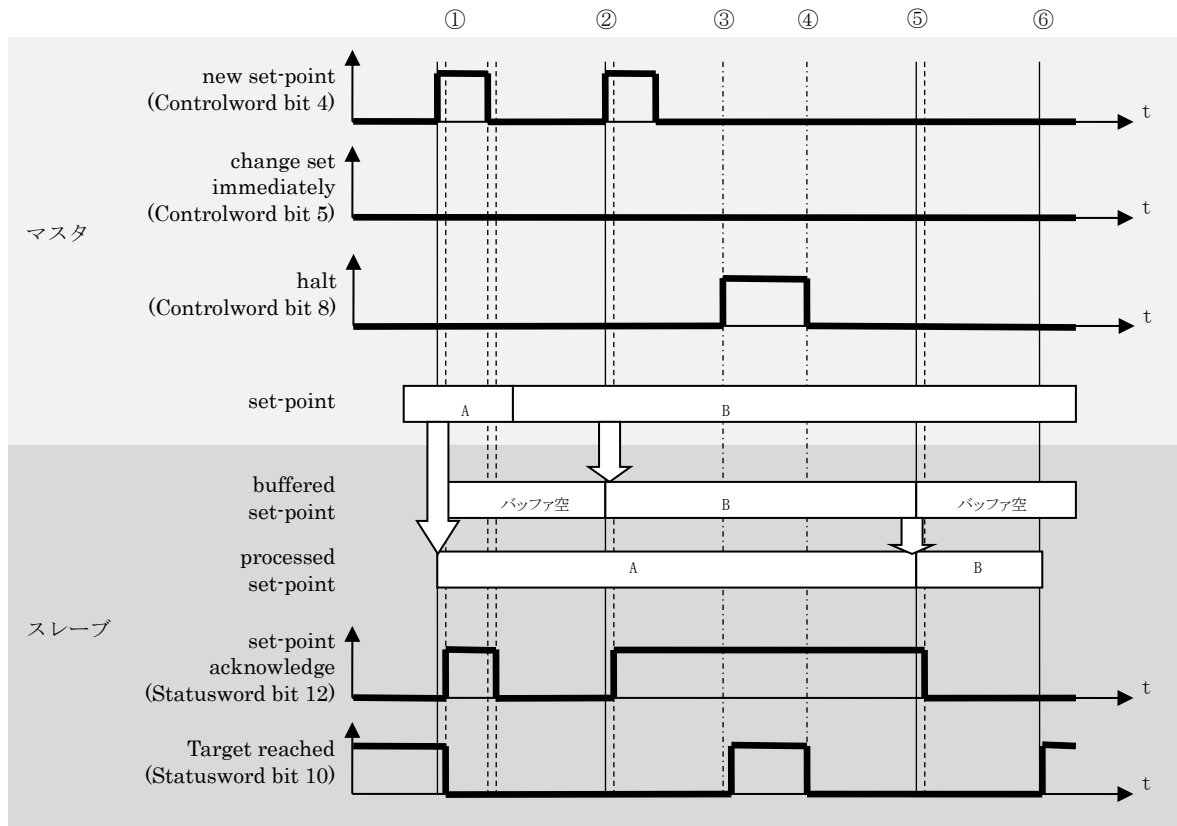 ① ② ③ ④ ⑤ ⑥
new set-point
(Controlword bit 4)
t
change set
immediately
(Controlword bit 5)
t
マスタ
halt
(Controlword bit 8)
t
set-point
A
B
buffered
set-point
バッファ空
B
バッファ空
processed
set-point
A
B
スレーブ
set-point
acknowledge
(Statusword bit 12)
t
Target reached
(Statusword bit 10)
t